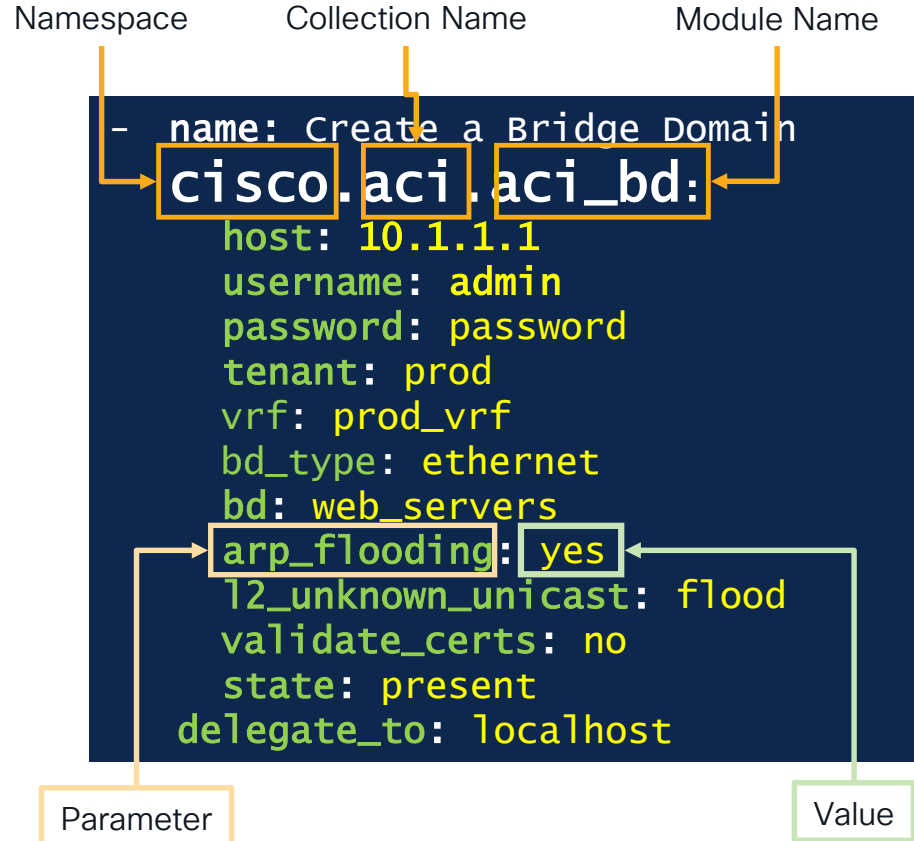 Namespace Collection Name Module Name
- name: Create a Bridge Domain
cisco.aci.aci_bd:
host: 10.1.1.1
username: admin
password: password
tenant: prod
vrf: prod_vrf
bd_type: ethernet
bd: web_servers
arp_flooding: yes
l2_unknown_unicast: flood
validate_certs: no
state: present
delegate_to: localhost
Parameter Value